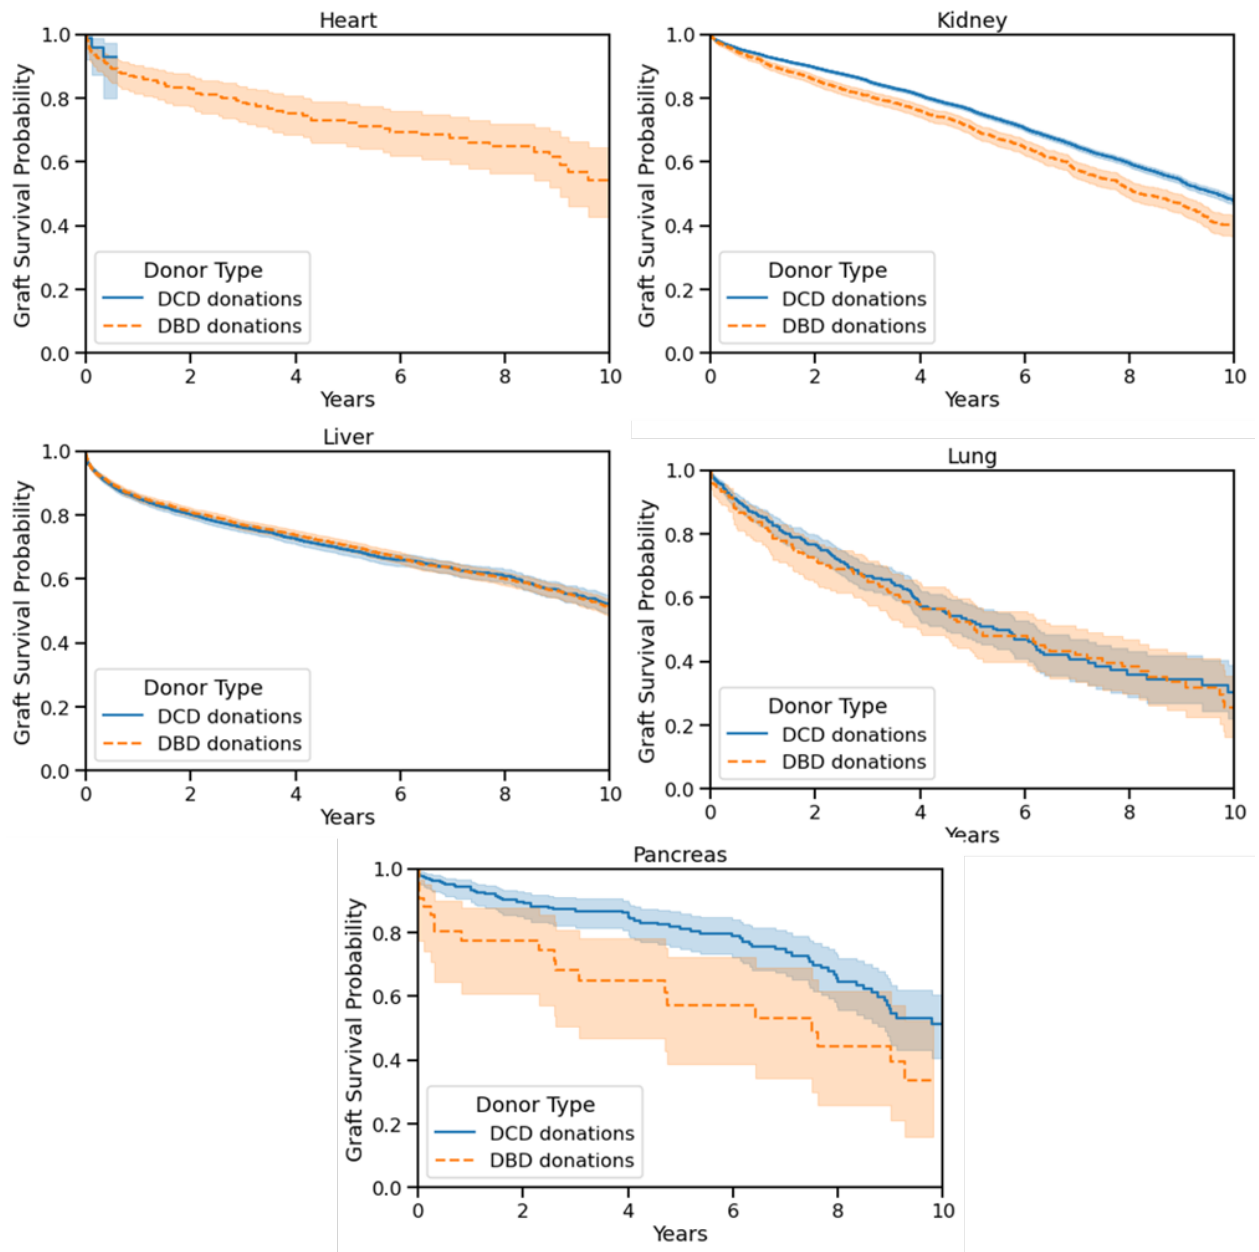 Heart
Graft Survival Probability
1.0
0.8
0.6
0.4
0.2
0.0
Donor Type
DCD donations
DBD donations
0 2 4 6 8 10
Years
Kidney
Graft Survival Probability
1.0
0.8
0.6
0.4
0.2
0.0
Donor Type
DCD donations
DBD donations
0 2 4 6 8 10
Years
Liver
Graft Survival Probability
1.0
0.8
0.6
0.4
0.2
0.0
Donor Type
DCD donations
DBD donations
0 2 4 6 8 10
Years
Lung
Graft Survival Probability
1.0
0.8
0.6
0.4
0.2
0.0
Donor Type
DCD donations
DBD donations
0 2 4 6 8 10
Years
Pancreas
Graft Survival Probability
1.0
0.8
0.6
0.4
0.2
0.0
Donor Type
DCD donations
DBD donations
0 2 4 6 8 10
Years